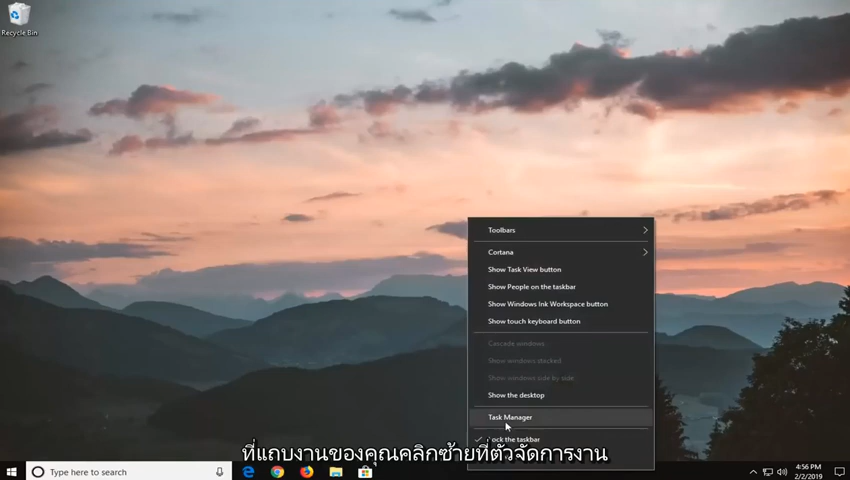 Recycle Bin
Toolbars
Cortana
Show Task View button
Show People on the taskbar
Show Windows Ink Workspace button
Show touch keyboard button
Cascade windows
Show windows stacked
Show windows side by side
Show the desktop
Task Manager
Lock the taskbar
ที่แถบงานของคุณคลิกซ้ายที่ตัวจัดการงาน
Type here to search
4:56 PM
2/2/2019